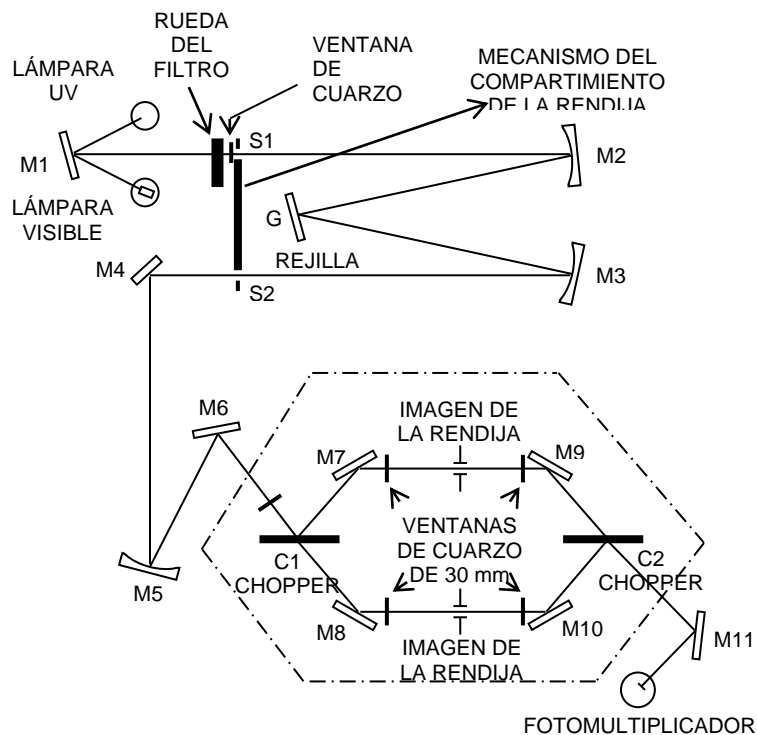 RUEDA
DEL
FILTRO
VENTANA
DE
CUARZO
MECANISMO DEL
COMPARTIMIENTO
DE LA RENDIJA
LÁMPARA
UV
M1
S1
M2
G
LÁMPARA
VISIBLE
M4
REJILLA
M3
S2
M6
IMAGEN DE
LA RENDIJA
M7
M9
VENTANAS
DE CUARZO
DE 30 mm
C1
CHOPPER
C2
CHOPPER
M5
M8
M10
M11
IMAGEN DE
LA RENDIJA
FOTOMULTIPLICADOR